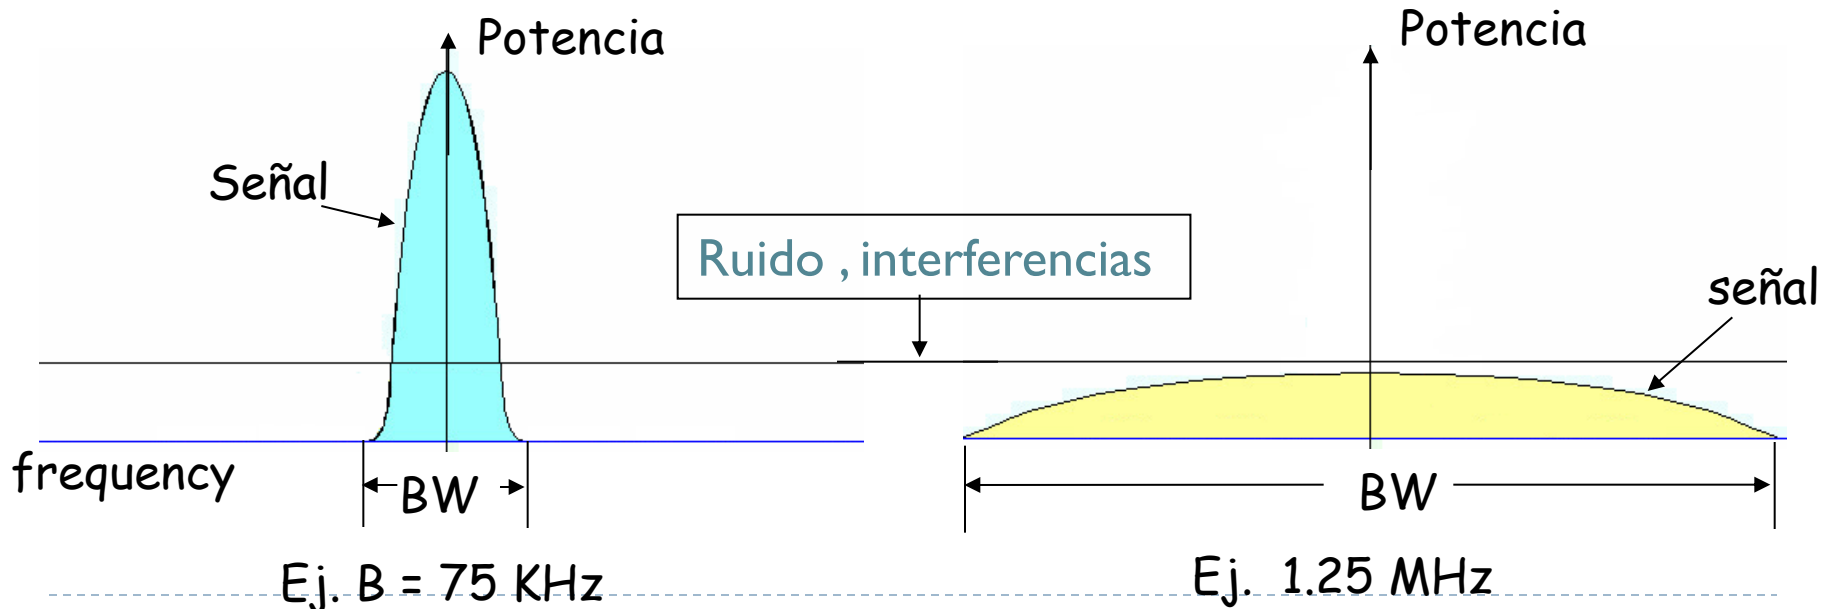 Potencia
Potencia
Señal
Ruido , interferencias
señal
frequency
BW
BW
Ej. B = 75 KHz
Ej. 1.25 MHz